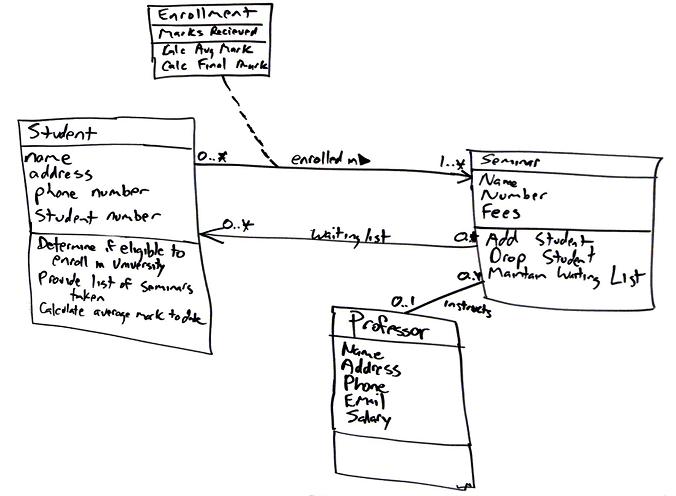 Enrollment
Marks Recieved
Calc Avg Mark
Calc Final Mark
Student
name
address
phone number
Student number
Determine if eligible to
enroll in University
Provide list of Seminars
taken
Calculate average mark to date
0..*
enrolled in
1..*
0..*
Waiting list
0..*
Seminar
Name
Number
Fees
Add Student
Drop Student
Maintan Waiting List
0..*
0..1
instructs
Professor
Name
Address
Phone
Email
Salary